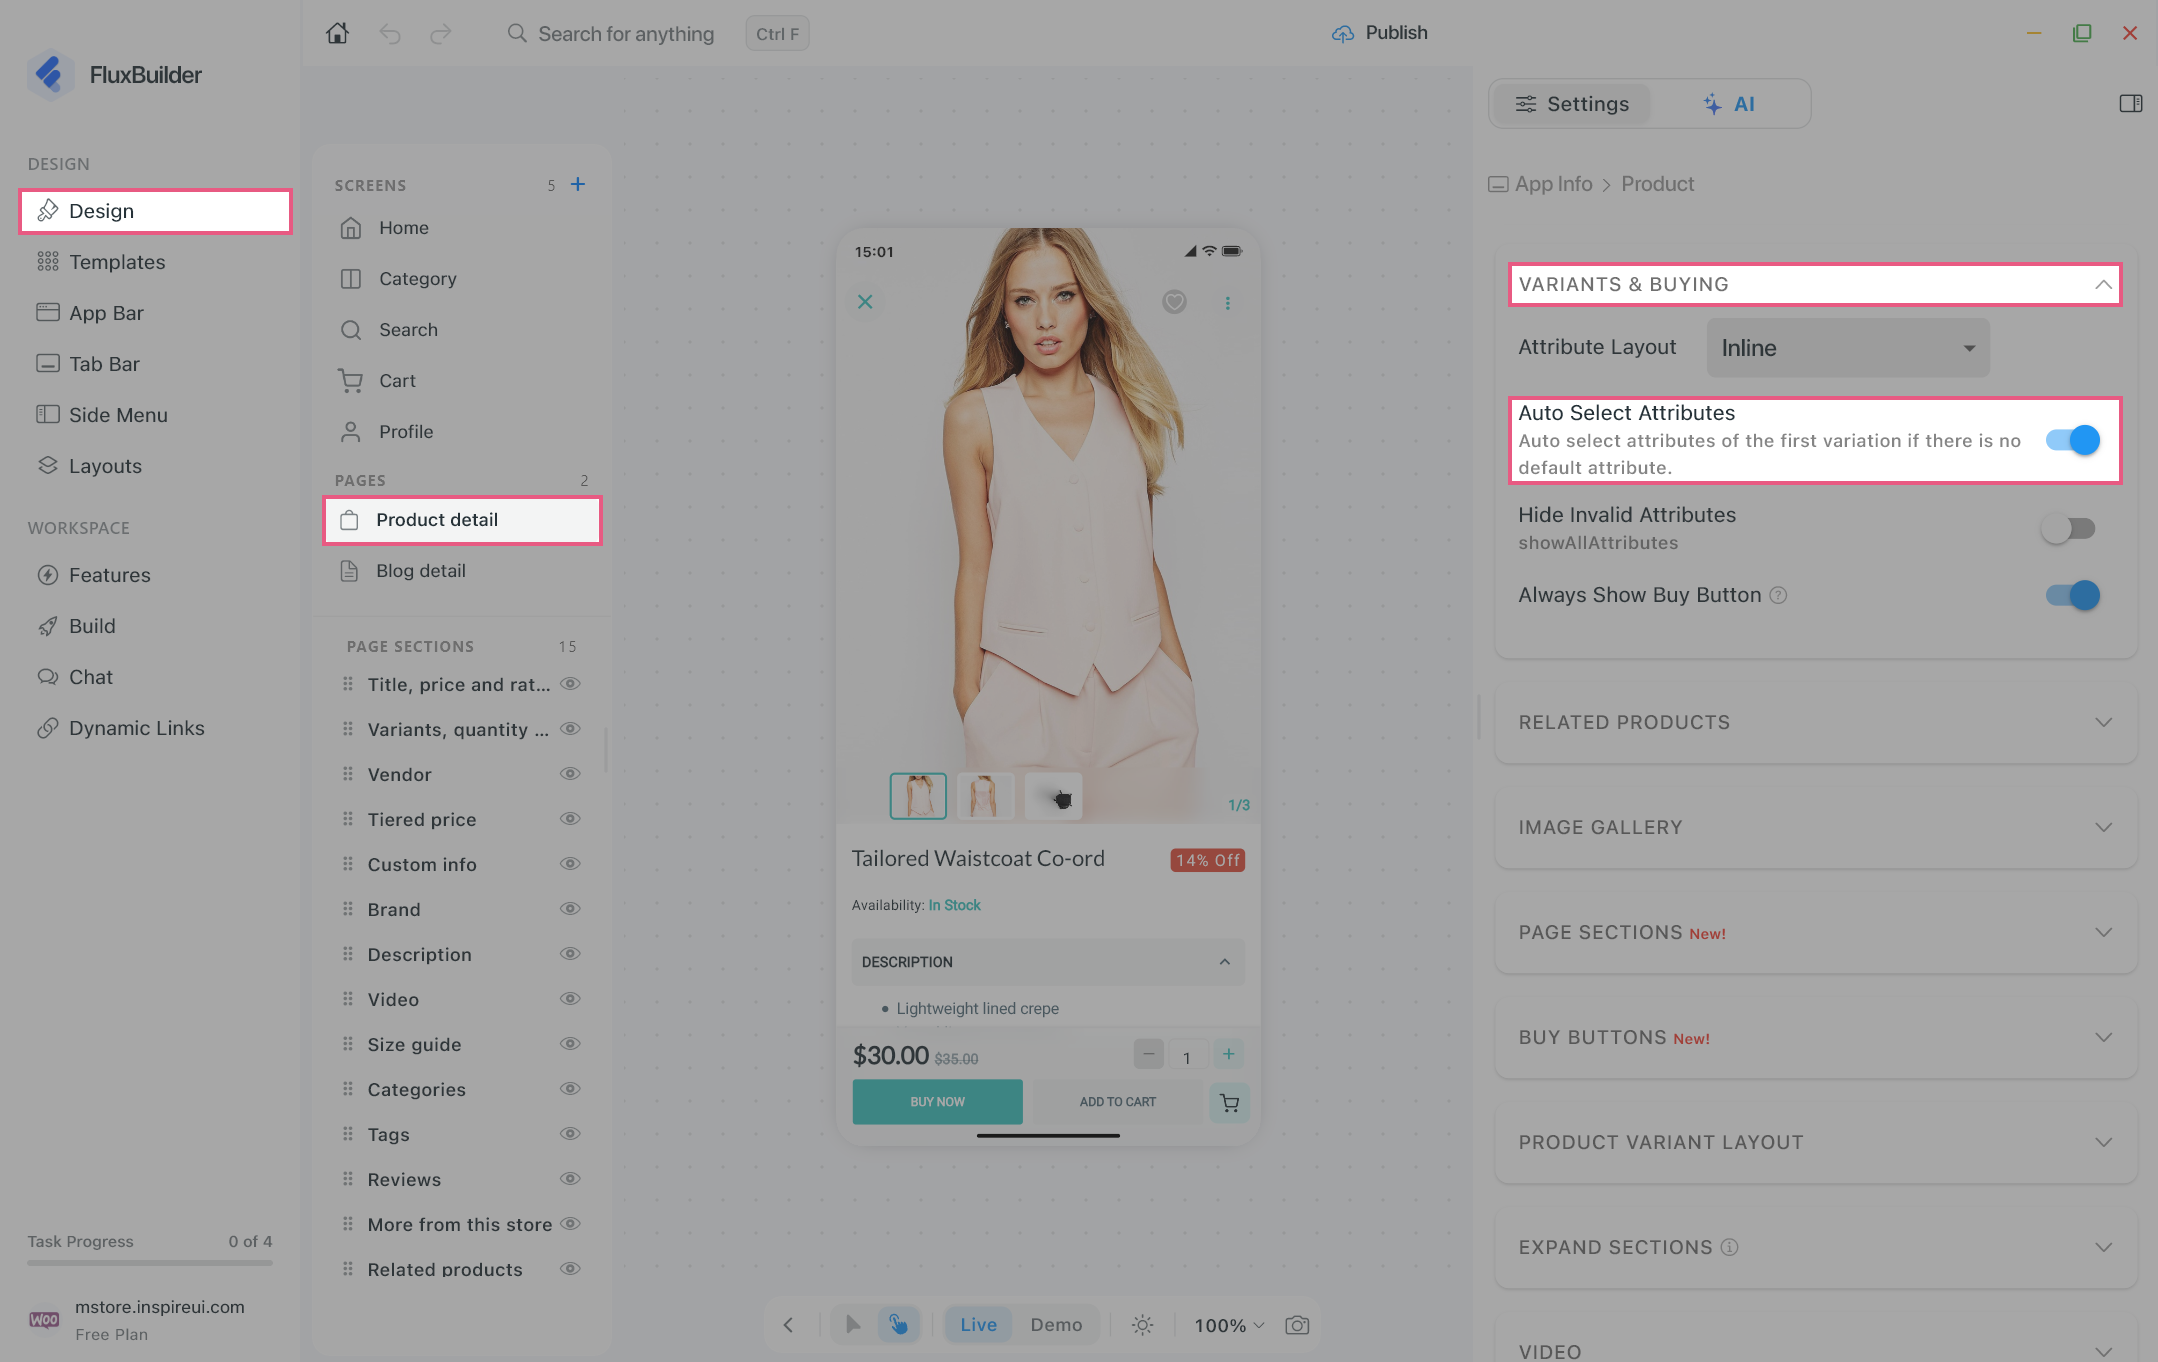 FluxBuilder
DESIGN
Design
Templates
App Bar
Tab Bar
Side Menu
Layouts
WORKSPACE
Features
Build
Chat
Dynamic Links
Task Progress 0 of 4
WOO
mstore.inspireui.com
Free Plan
Search for anything Ctrl F
Publish
SCREENS 5
Home
Category
Search
Cart
Profile
PAGES 2
Product detail
Blog detail
PAGE SECTIONS 15
Title, price and rat...
Variants, quantity ...
Vendor
Tiered price
Custom info
Brand
Description
Video
Size guide
Categories
Tags
Reviews
More from this store
Related products
15:01
1/3
Tailored Waistcoat Co-ord 14% Off
Availability: In Stock
DESCRIPTION
• Lightweight lined crepe
$30.00 $35.00 − 1 +
BUY NOW ADD TO CART
Live Demo 100%
Settings AI
App Info > Product
VARIANTS & BUYING
Attribute Layout Inline
Auto Select Attributes
Auto select attributes of the first variation if there is no
default attribute.
Hide Invalid Attributes
showAllAttributes
Always Show Buy Button ?
RELATED PRODUCTS
IMAGE GALLERY
PAGE SECTIONS New!
BUY BUTTONS New!
PRODUCT VARIANT LAYOUT
EXPAND SECTIONS
VIDEO